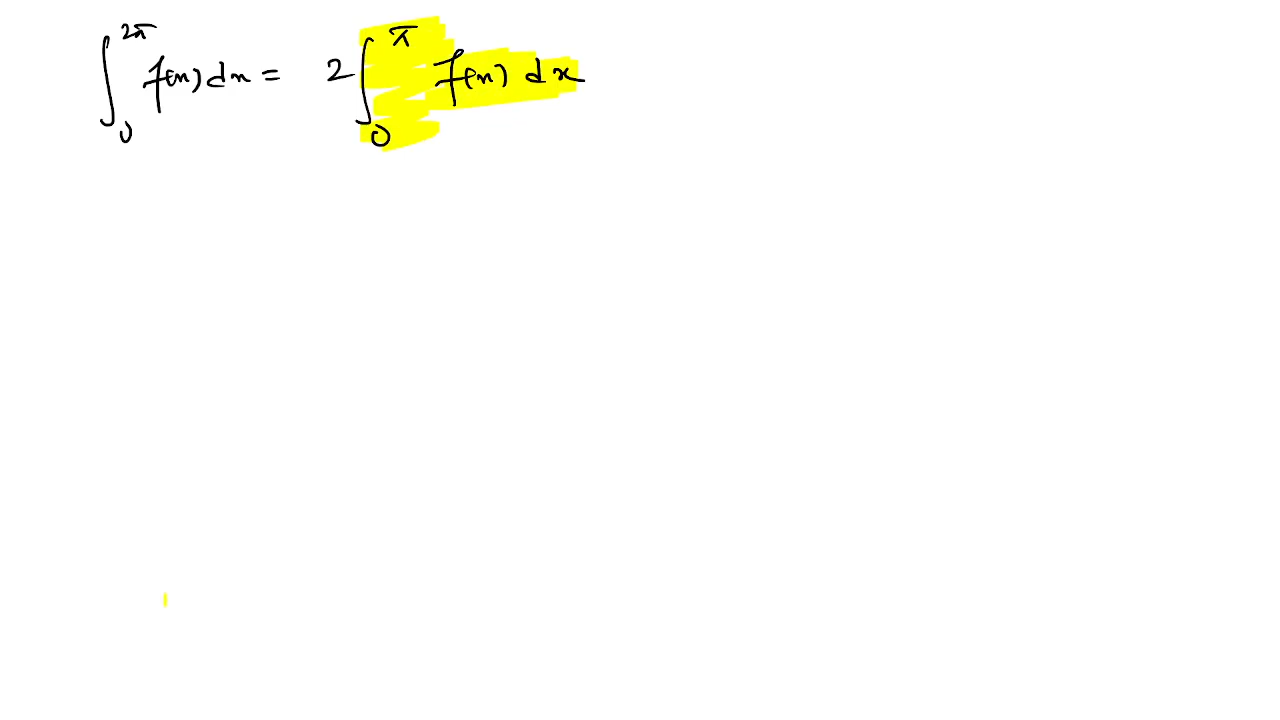 ∫₀^{2π} f(x) dx = 2 ∫₀^{π} f(x) dx